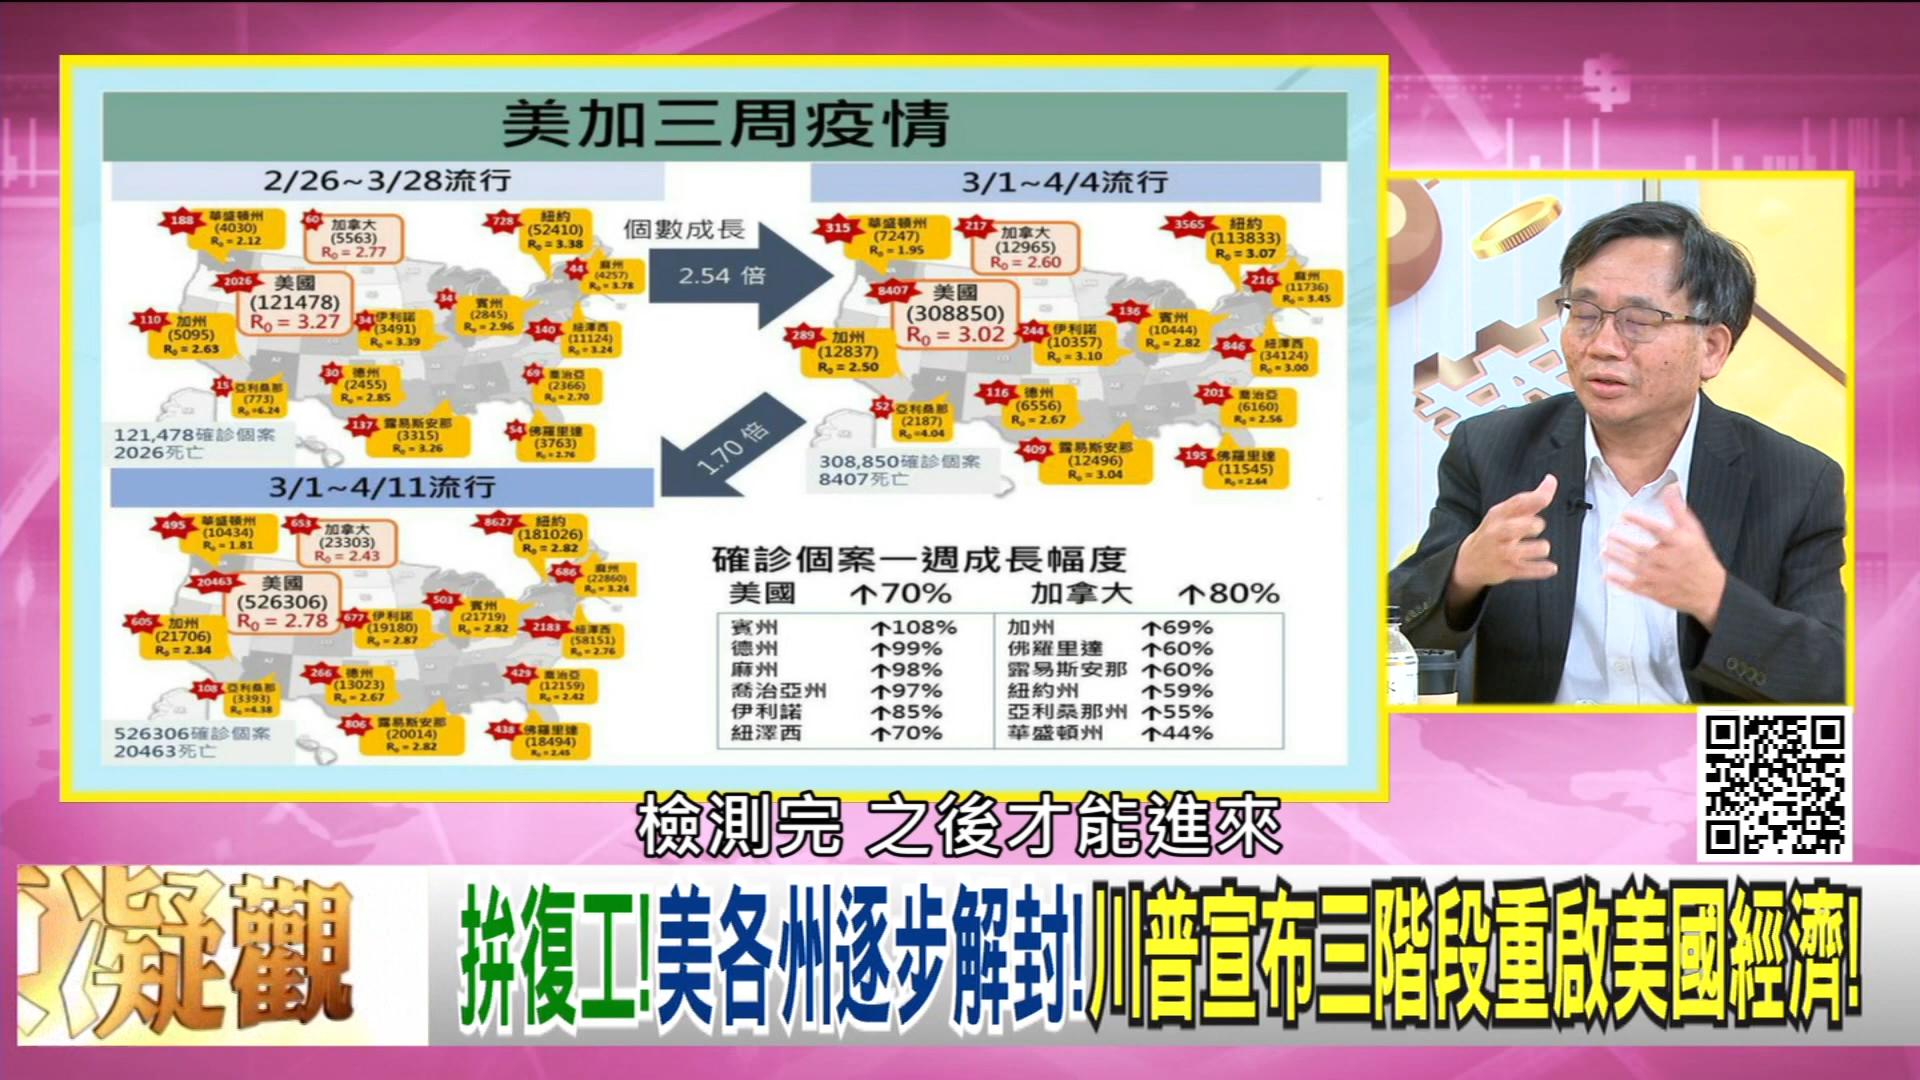 美加三周疫情
2/26~3/28流行
188
華盛頓州
(4030)
R₀ = 2.12
60
加拿大
(5563)
R₀ = 2.77
728
紐約
(52410)
R₀ = 3.38
44
麻州
(4257)
R₀ = 3.78
2026
美國
(121478)
R₀ = 3.27
34
賓州
(2845)
R₀ = 2.96
110
加州
(5095)
R₀ = 2.63
34
伊利諾
(3491)
R₀ = 3.39
140
紐澤西
(11124)
R₀ = 3.24
15
亞利桑那
(773)
R₀ =6.24
30
德州
(2455)
R₀ = 2.85
69
喬治亞
(2366)
R₀ = 2.70
137
露易斯安那
(3315)
R₀ = 3.26
54
佛羅里達
(3763)
R₀ = 2.76
121,478確診個案
2026死亡
個數成長
2.54 倍
3/1~4/4流行
315
華盛頓州
(7247)
R₀ = 1.95
217
加拿大
(12965)
R₀ = 2.60
3565
紐約
(113833)
R₀ = 3.07
216
麻州
(11736)
R₀ = 3.45
8407
美國
(308850)
R₀ = 3.02
136
賓州
(10444)
R₀ = 2.82
289
加州
(12837)
R₀ = 2.50
244
伊利諾
(10357)
R₀ = 3.10
846
紐澤西
(34124)
R₀ = 3.00
52
亞利桑那
(2187)
R₀ =4.04
116
德州
(6556)
R₀ = 2.67
201
喬治亞
(6160)
R₀ = 2.56
409
露易斯安那
(12496)
R₀ = 3.04
195
佛羅里達
(11545)
R₀ = 2.64
308,850確診個案
8407死亡
1.70 倍
3/1~4/11流行
495
華盛頓州
(10434)
R₀ = 1.81
653
加拿大
(23303)
R₀ = 2.43
8627
紐約
(181026)
R₀ = 2.82
686
麻州
(22860)
R₀ = 3.24
20463
美國
(526306)
R₀ = 2.78
503
賓州
(21719)
R₀ = 2.82
605
加州
(21706)
R₀ = 2.34
677
伊利諾
(19180)
R₀ = 2.87
2183
紐澤西
(58151)
R₀ = 2.76
108
亞利桑那
(3393)
R₀ =4.38
266
德州
(13023)
R₀ = 2.67
429
喬治亞
(12159)
R₀ = 2.42
806
露易斯安那
(20014)
R₀ = 2.82
438
佛羅里達
(18494)
R₀ = 2.45
526306確診個案
20463死亡
確診個案一週成長幅度
美國 ↑70% 加拿大 ↑80%
賓州 ↑108% 加州 ↑69%
德州 ↑99% 佛羅里達 ↑60%
麻州 ↑98% 露易斯安那 ↑60%
喬治亞州 ↑97% 紐約州 ↑59%
伊利諾 ↑85% 亞利桑那州 ↑55%
紐澤西 ↑70% 華盛頓州 ↑44%
檢測完 之後才能進來
凝觀
拚復工!美各州逐步解封!川普宣布三階段重啟美國經濟!